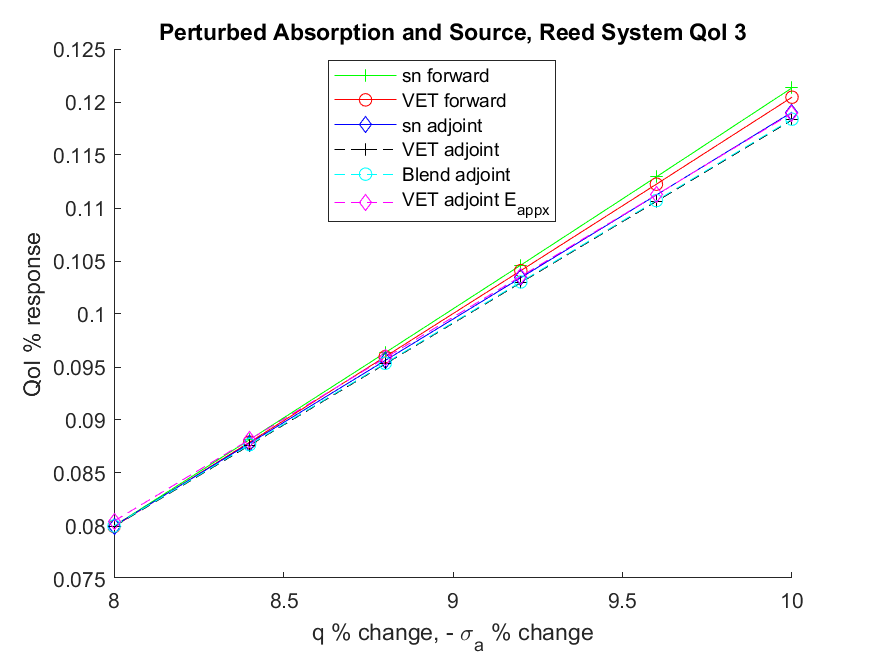 Perturbed Absorption and Source, Reed System QoI 3
0.125
0.12
0.115
0.11
0.105
0.1
0.095
0.09
0.085
0.08
0.075
QoI % response
sn forward
VET forward
sn adjoint
VET adjoint
Blend adjoint
VET adjoint E_appx
8
8.5
9
9.5
10
q % change, - σ_a % change